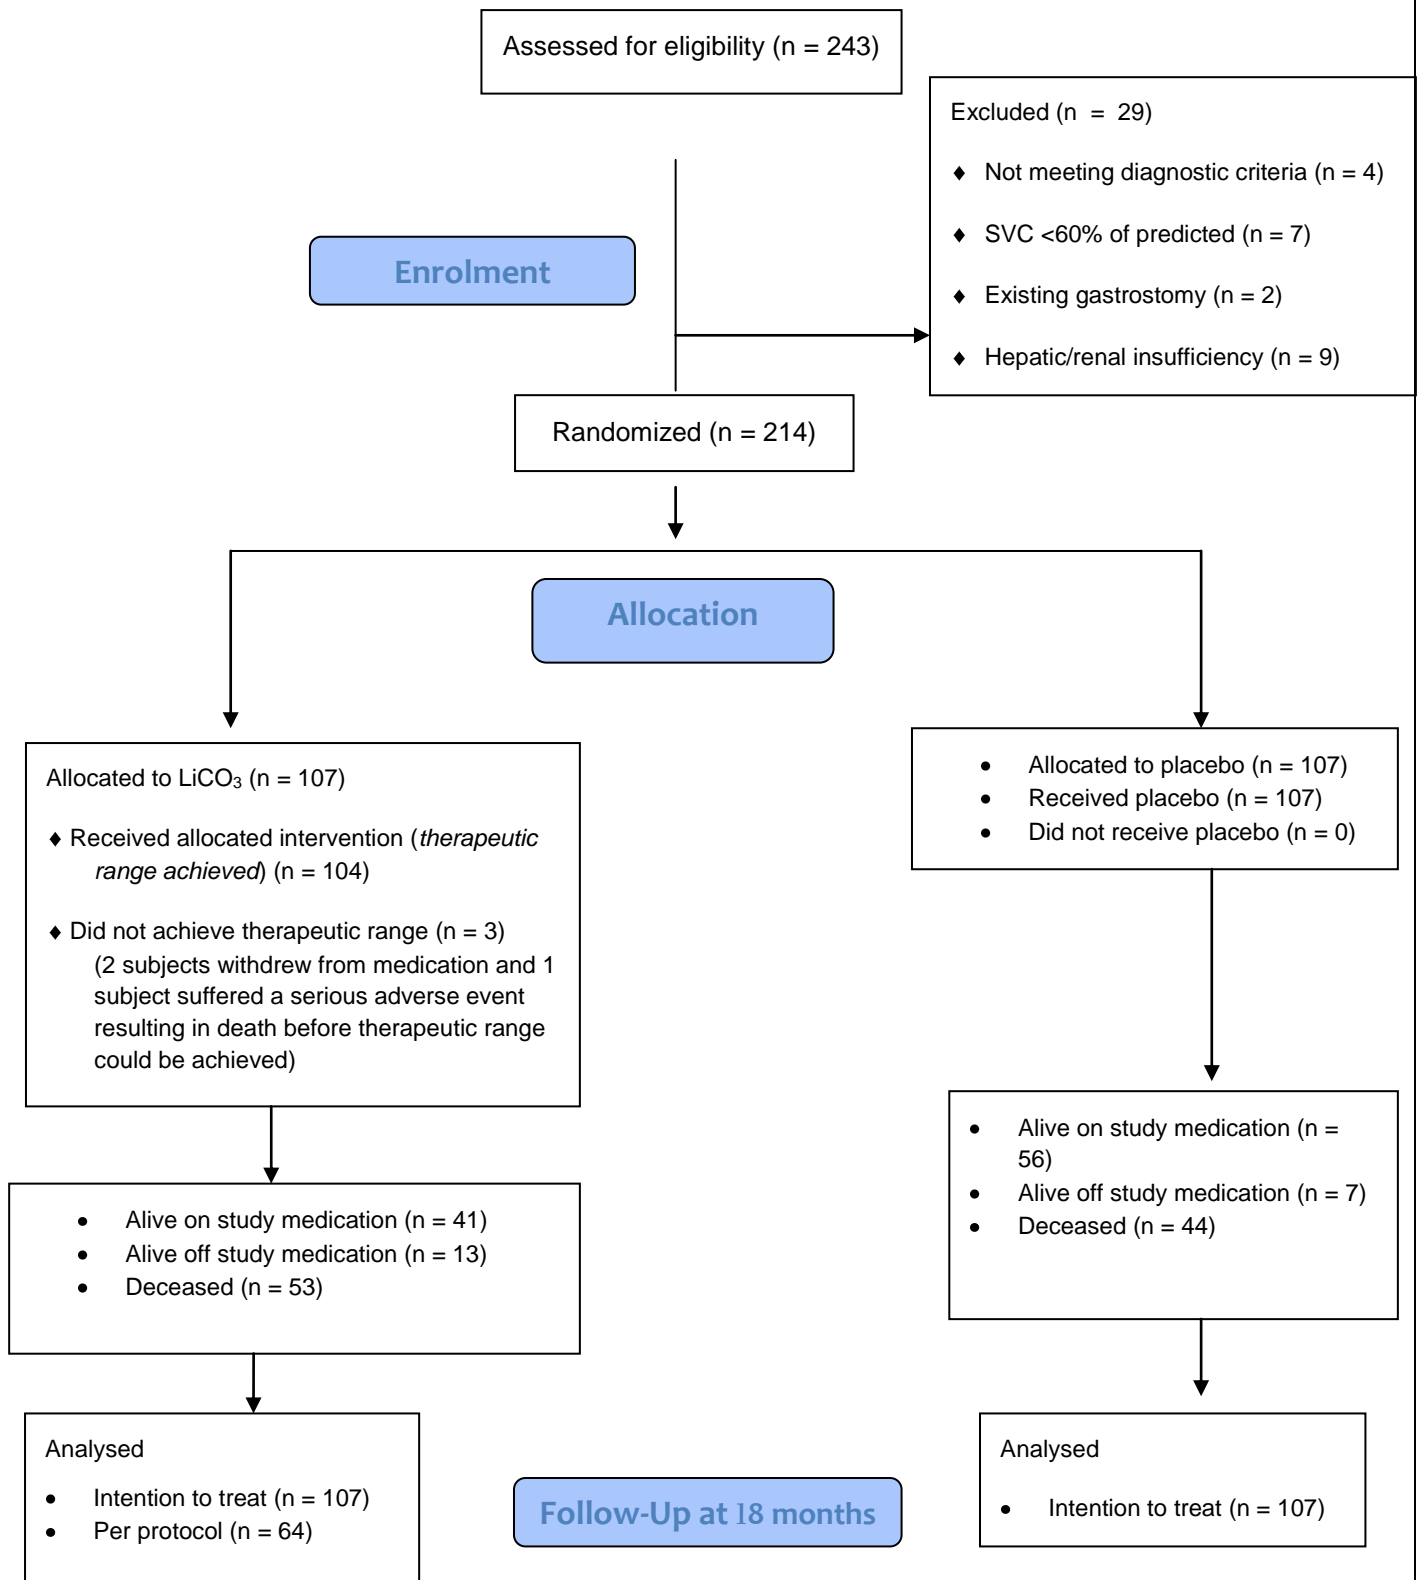 Assessed for eligibility (n = 243)
Excluded (n = 29)
♦ Not meeting diagnostic criteria (n = 4)
♦ SVC <60% of predicted (n = 7)
♦ Existing gastrostomy (n = 2)
♦ Hepatic/renal insufficiency (n = 9)
Enrolment
Randomized (n = 214)
Allocation
Allocated to LiCO₃ (n = 107)
♦ Received allocated intervention (therapeutic
range achieved) (n = 104)
♦ Did not achieve therapeutic range (n = 3)
(2 subjects withdrew from medication and 1
subject suffered a serious adverse event
resulting in death before therapeutic range
could be achieved)
• Allocated to placebo (n = 107)
• Received placebo (n = 107)
• Did not receive placebo (n = 0)
• Alive on study medication (n = 41)
• Alive off study medication (n = 13)
• Deceased (n = 53)
• Alive on study medication (n =
56)
• Alive off study medication (n = 7)
• Deceased (n = 44)
Analysed
• Intention to treat (n = 107)
• Per protocol (n = 64)
Follow-Up at 18 months
Analysed
• Intention to treat (n = 107)